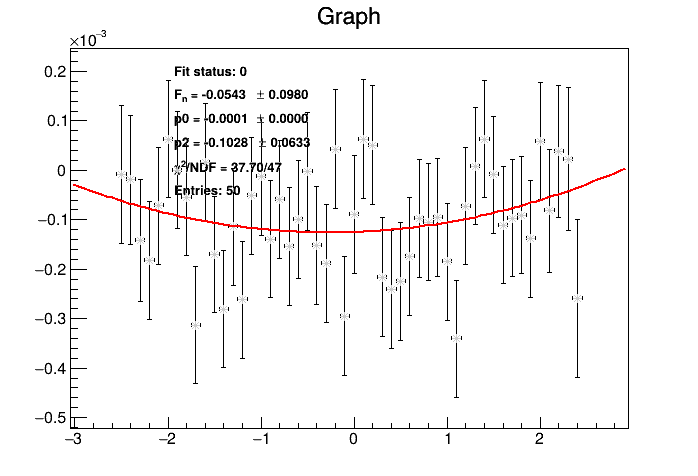 Graph
×10⁻³
Fit status: 0
Fn = -0.0543 ± 0.0980
p0 = -0.0001 ± 0.0000
p2 = -0.1028 ± 0.0633
χ²/NDF = 37.70/47
Entries: 50
0.2
0.1
0
−0.1
−0.2
−0.3
−0.4
−0.5
−3 −2 −1 0 1 2